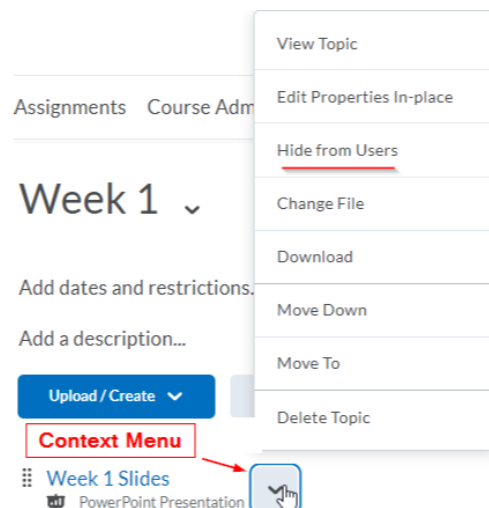 View Topic
Edit Properties In-place
Assignments Course Adm
Hide from Users
Week 1
Change File
Download
Add dates and restrictions.
Move Down
Add a description...
Move To
Upload / Create
Delete Topic
Context Menu
Week 1 Slides
PowerPoint Presentation